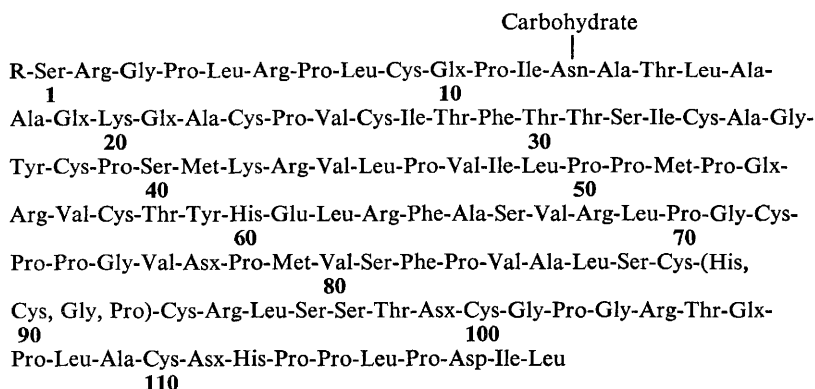 Carbohydrate
R-Ser-Arg-Gly-Pro-Leu-Arg-Pro-Leu-Cys-Glx-Pro-Ile-Asn-Ala-Thr-Leu-Ala-
1 10
Ala-Glx-Lys-Glx-Ala-Cys-Pro-Val-Cys-Ile-Thr-Phe-Thr-Thr-Ser-Ile-Cys-Ala-Gly-
20 30
Tyr-Cys-Pro-Ser-Met-Lys-Arg-Val-Leu-Pro-Val-Ile-Leu-Pro-Pro-Met-Pro-Glx-
40 50
Arg-Val-Cys-Thr-Tyr-His-Glu-Leu-Arg-Phe-Ala-Ser-Val-Arg-Leu-Pro-Gly-Cys-
60 70
Pro-Pro-Gly-Val-Asx-Pro-Met-Val-Ser-Phe-Pro-Val-Ala-Leu-Ser-Cys-(His,
80
Cys, Gly, Pro)-Cys-Arg-Leu-Ser-Ser-Thr-Asx-Cys-Gly-Pro-Gly-Arg-Thr-Glx-
90 100
Pro-Leu-Ala-Cys-Asx-His-Pro-Pro-Leu-Pro-Asp-Ile-Leu
110